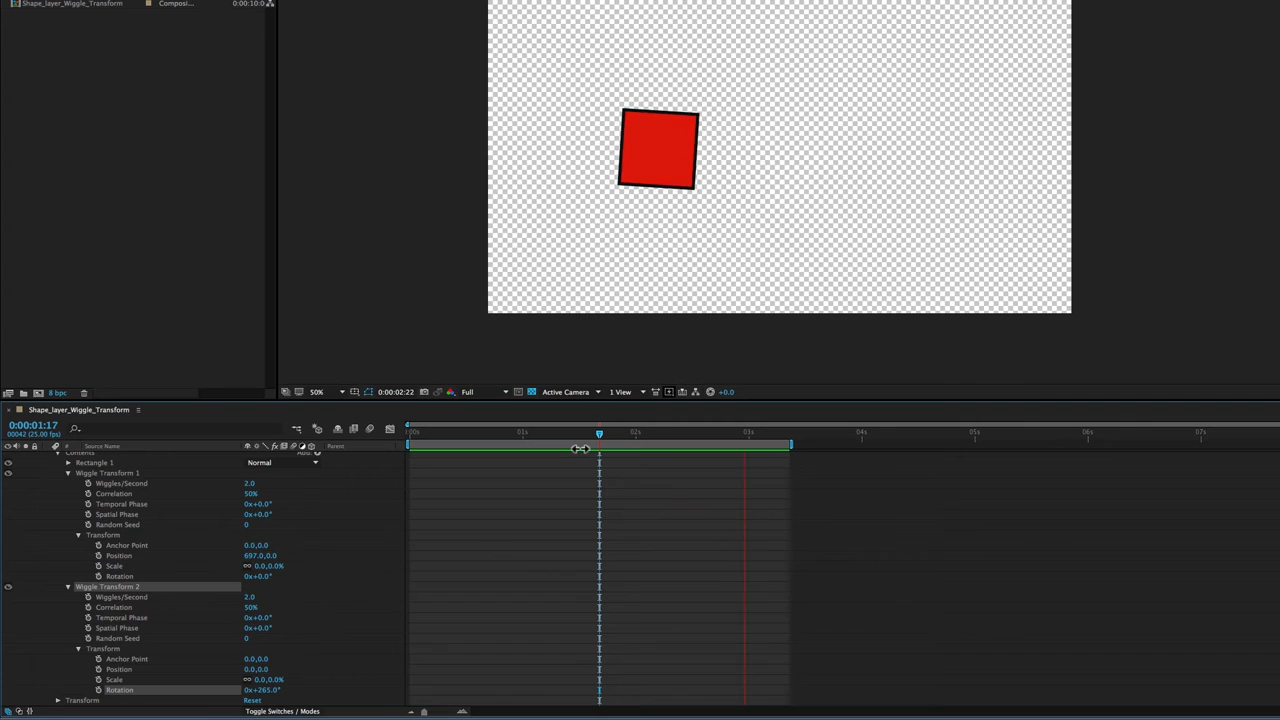 Shape_layer_Wiggle_Transform Composi... 0:00:10:0
8 bpc 50% 0:00:02:22 Full Active Camera 1 View +0.0
Shape_layer_Wiggle_Transform
0:00:01:17
00042 (25.00 fps)
# Source Name Parent
:00s 01s 02s 03s 04s 05s 06s 07s
Contents Add:
Rectangle 1 Normal
Wiggle Transform 1
Wiggles/Second 2.0
Correlation 50%
Temporal Phase 0x+0.0°
Spatial Phase 0x+0.0°
Random Seed 0
Transform
Anchor Point 0.0,0.0
Position 697.0,0.0
Scale 0.0,0.0%
Rotation 0x+0.0°
Wiggle Transform 2
Wiggles/Second 2.0
Correlation 50%
Temporal Phase 0x+0.0°
Spatial Phase 0x+0.0°
Random Seed 0
Transform
Anchor Point 0.0,0.0
Position 0.0,0.0
Scale 0.0,0.0%
Rotation 0x+265.0°
Transform Reset
Toggle Switches / Modes